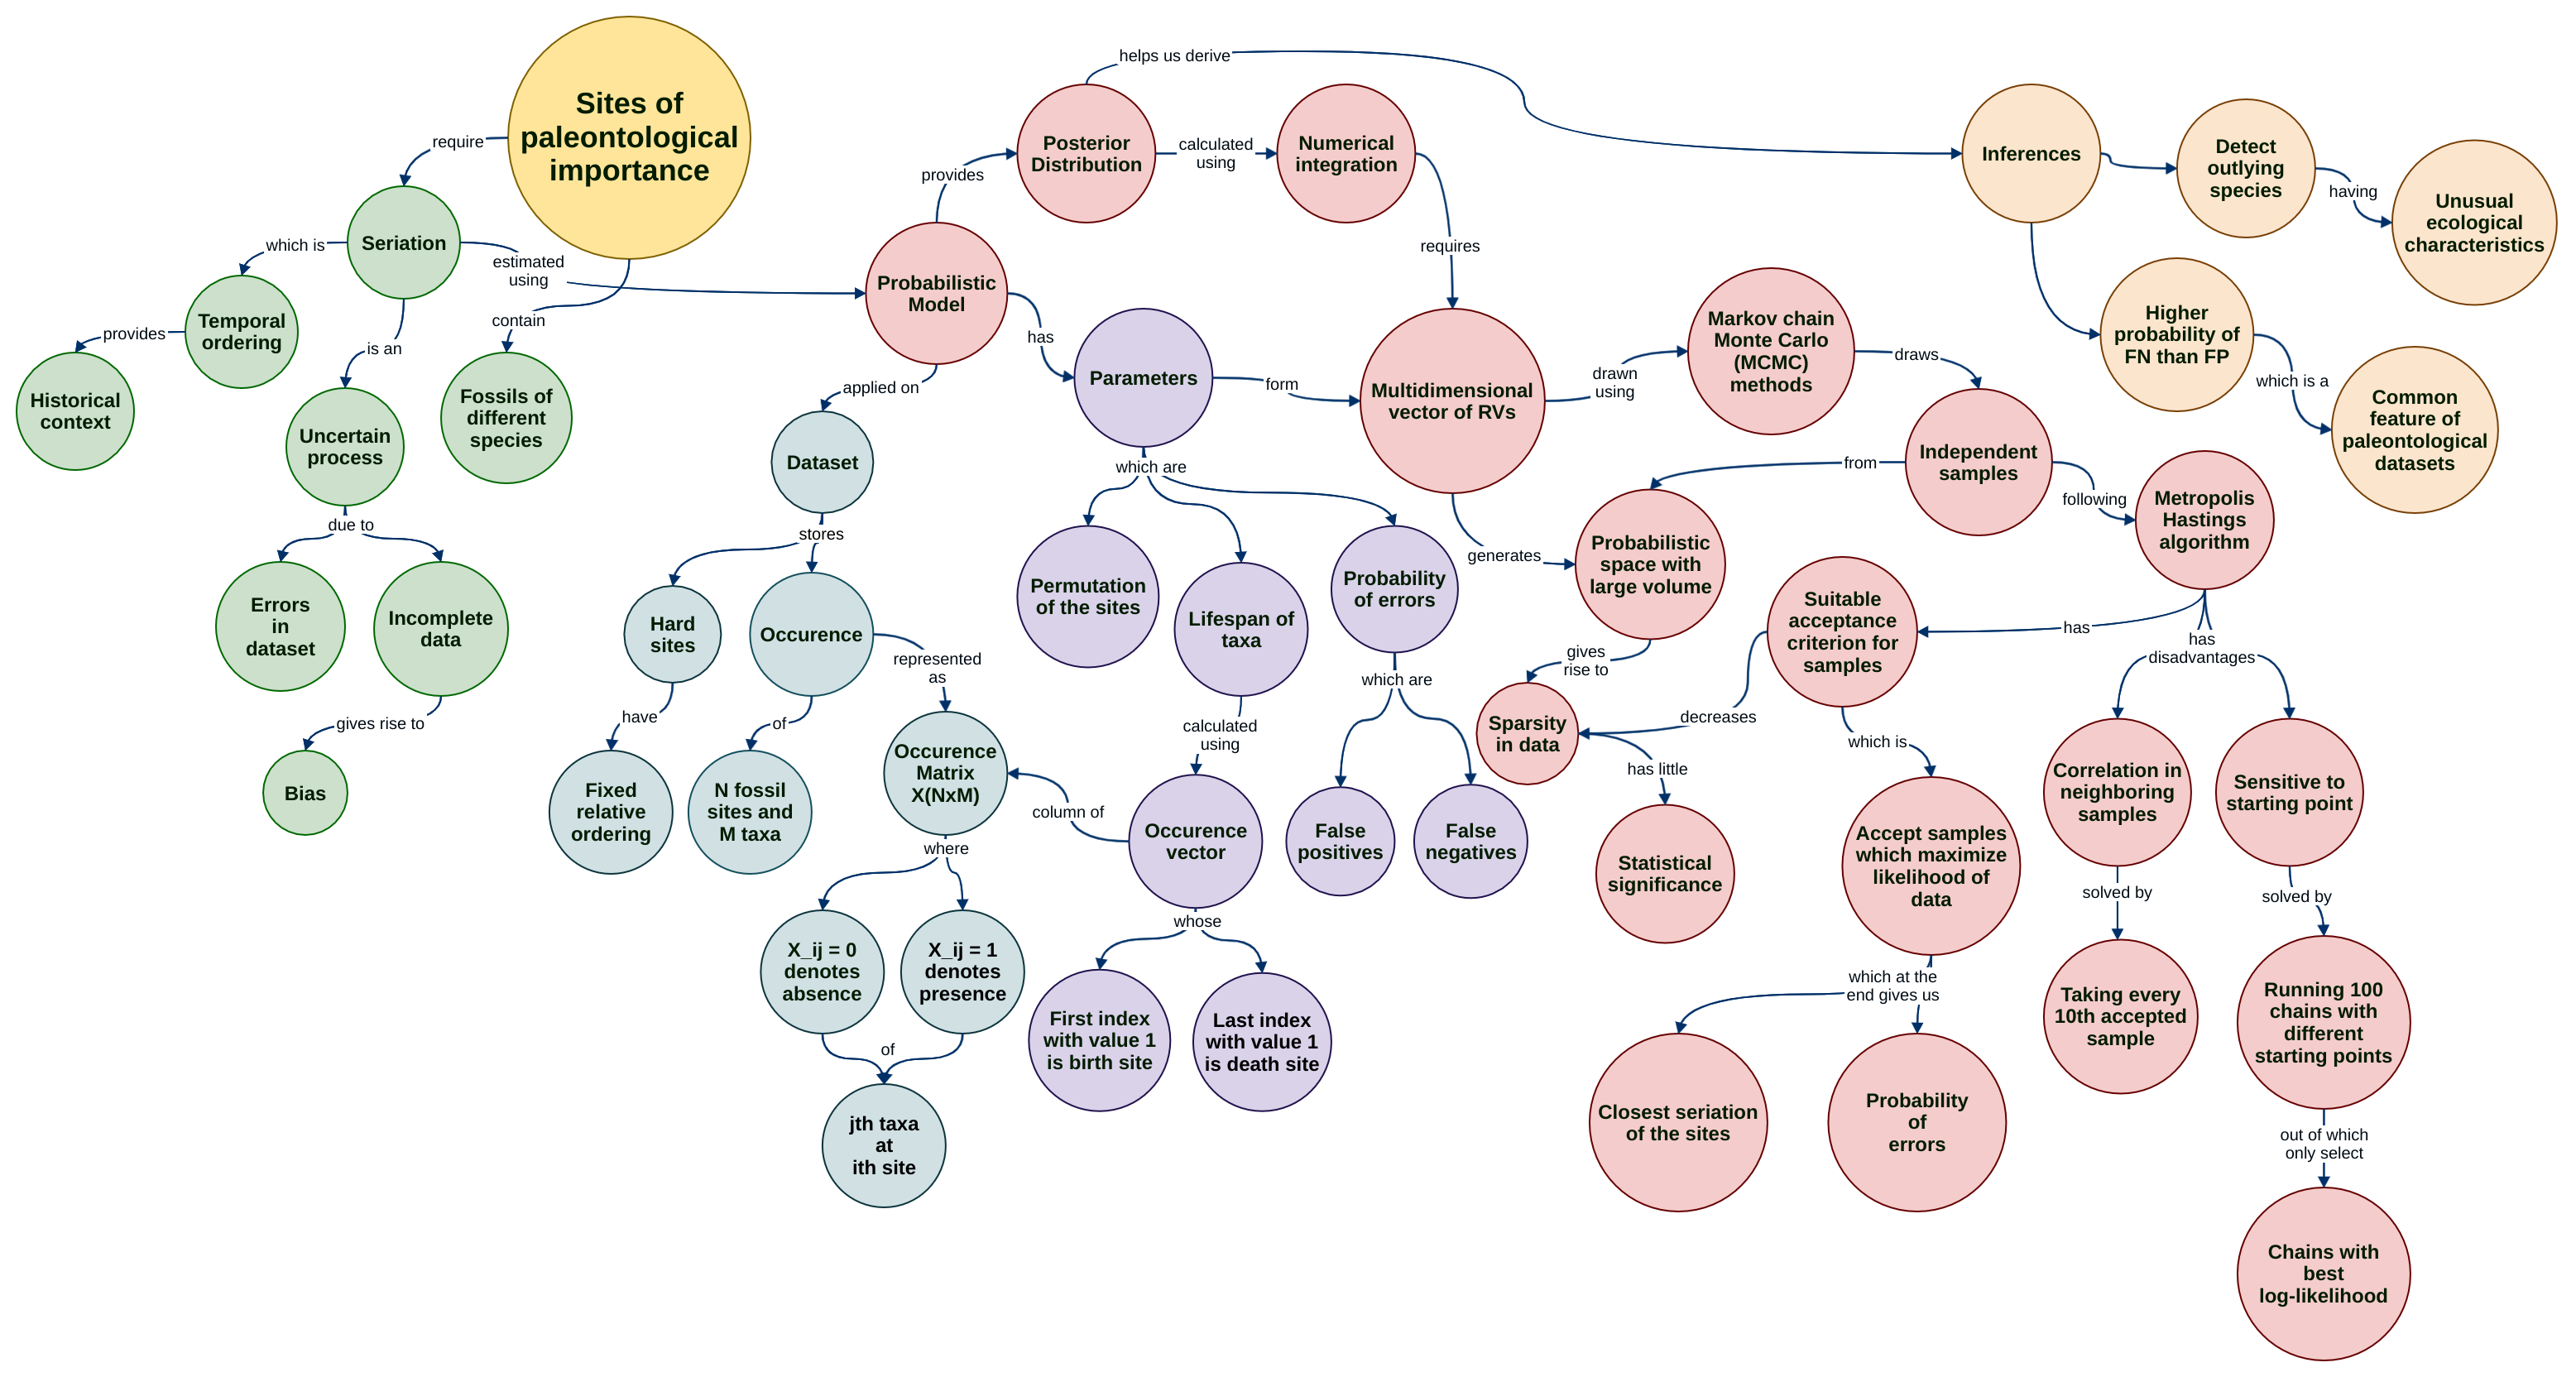 Sites of
paleontological
importance
require
Seriation
which is
Temporal
ordering
provides
Historical
context
is an
Uncertain
process
due to
Errors
in
dataset
Incomplete
data
gives rise to
Bias
contain
Fossils of
different
species
estimated
using
Probabilistic
Model
provides
Posterior
Distribution
helps us derive
calculated
using
Numerical
integration
requires
has
Parameters
form
Multidimensional
vector of RVs
applied on
Dataset
stores
Hard
sites
have
Fixed
relative
ordering
Occurence
of
N fossil
sites and
M taxa
represented
as
Occurence
Matrix
X(NxM)
where
X_ij = 0
denotes
absence
X_ij = 1
denotes
presence
of
jth taxa
at
ith site
which are
Permutation
of the sites
Lifespan of
taxa
Probability
of errors
calculated
using
Occurence
vector
column of
whose
First index
with value 1
is birth site
Last index
with value 1
is death site
which are
False
positives
False
negatives
drawn
using
Markov chain
Monte Carlo
(MCMC)
methods
draws
Independent
samples
from
generates
Probabilistic
space with
large volume
gives
rise to
Sparsity
in data
has little
Statistical
significance
following
Metropolis
Hastings
algorithm
has
Suitable
acceptance
criterion for
samples
decreases
which is
Accept samples
which maximize
likelihood of
data
which at the
end gives us
Closest seriation
of the sites
Probability
of
errors
has
disadvantages
Correlation in
neighboring
samples
solved by
Taking every
10th accepted
sample
Sensitive to
starting point
solved by
Running 100
chains with
different
starting points
out of which
only select
Chains with
best
log-likelihood
Inferences
Detect
outlying
species
having
Unusual
ecological
characteristics
Higher
probability of
FN than FP
which is a
Common
feature of
paleontological
datasets